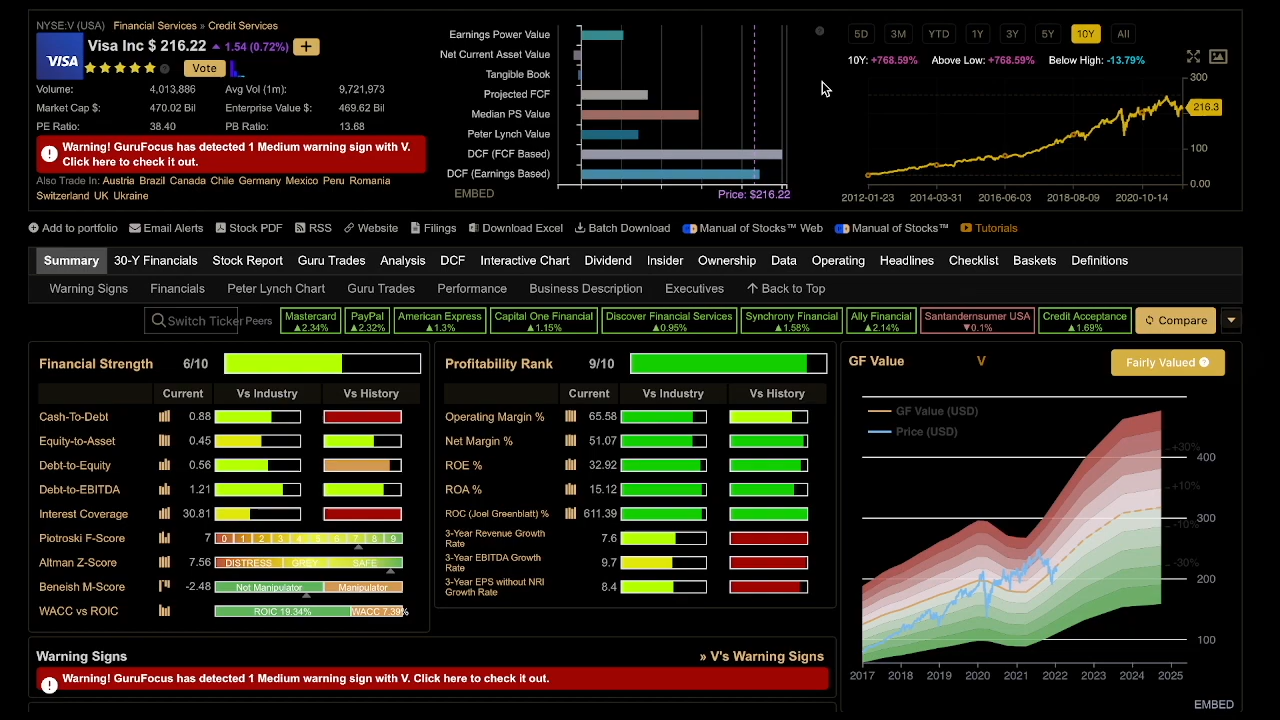 NYSE:V (USA) Financial Services » Credit Services
VISA
Visa Inc $ 216.22 ▲ 1.54 (0.72%) +
Vote
Volume: 4,013,886 Avg Vol (1m): 9,721,973
Market Cap $: 470.02 Bil Enterprise Value $: 469.62 Bil
PE Ratio: 38.40 PB Ratio: 13.68
Warning! GuruFocus has detected 1 Medium warning sign with V.
Click here to check it out.
Also Trade In: Austria Brazil Canada Chile Germany Mexico Peru Romania
Switzerland UK Ukraine
Earnings Power Value
Net Current Asset Value
Tangible Book
Projected FCF
Median PS Value
Peter Lynch Value
DCF (FCF Based)
DCF (Earnings Based)
EMBED
Price: $216.22
5D 3M YTD 1Y 3Y 5Y 10Y All
10Y: +768.59% Above Low: +768.59% Below High: -13.79%
300
216.3
100
0.00
2012-01-23 2014-03-31 2016-06-03 2018-08-09 2020-10-14
Add to portfolio Email Alerts Stock PDF RSS Website Filings Download Excel Batch Download Manual of Stocks™ Web Manual of Stocks™ Tutorials
Summary 30-Y Financials Stock Report Guru Trades Analysis DCF Interactive Chart Dividend Insider Ownership Data Operating Headlines Checklist Baskets Definitions
Warning Signs Financials Peter Lynch Chart Guru Trades Performance Business Description Executives Back to Top
Switch Ticker Peers
Mastercard ▲2.34%
PayPal ▲2.32%
American Express ▲1.3%
Capital One Financial ▲1.15%
Discover Financial Services ▲0.95%
Synchrony Financial ▲1.58%
Ally Financial ▲2.14%
Santandernsumer USA ▼0.1%
Credit Acceptance ▲1.69%
Compare
Financial Strength 6/10
Current Vs Industry Vs History
Cash-To-Debt 0.88
Equity-to-Asset 0.45
Debt-to-Equity 0.56
Debt-to-EBITDA 1.21
Interest Coverage 30.81
Piotroski F-Score 7 0 1 2 3 4 5 6 7 8 9
Altman Z-Score 7.56 DISTRESS GREY SAFE
Beneish M-Score -2.48 Not Manipulator Manipulator
WACC vs ROIC ROIC 19.34% WACC 7.39%
Profitability Rank 9/10
Current Vs Industry Vs History
Operating Margin % 65.58
Net Margin % 51.07
ROE % 32.92
ROA % 15.12
ROC (Joel Greenblatt) % 611.39
3-Year Revenue Growth
Rate 7.6
3-Year EBITDA Growth
Rate 9.7
3-Year EPS without NRI
Growth Rate 8.4
GF Value V Fairly Valued ?
GF Value (USD)
Price (USD)
+30%
400
+10%
300
-10%
-30%
200
100
2017 2018 2019 2020 2021 2022 2023 2024 2025
EMBED
Warning Signs » V's Warning Signs
Warning! GuruFocus has detected 1 Medium warning sign with V. Click here to check it out.